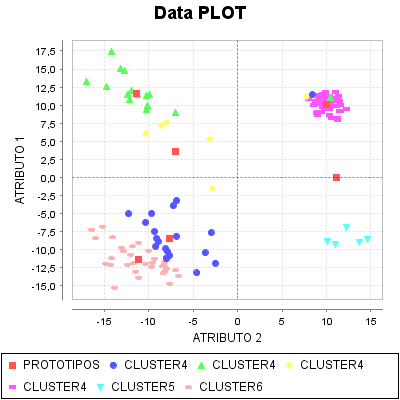 Data PLOT
ATRIBUTO 1
17,5
15,0
12,5
10,0
7,5
5,0
2,5
0,0
-2,5
-5,0
-7,5
-10,0
-12,5
-15,0
-15 -10 -5 0 5 10 15
ATRIBUTO 2
PROTOTIPOS CLUSTER4 CLUSTER4 CLUSTER4
CLUSTER4 CLUSTER5 CLUSTER6